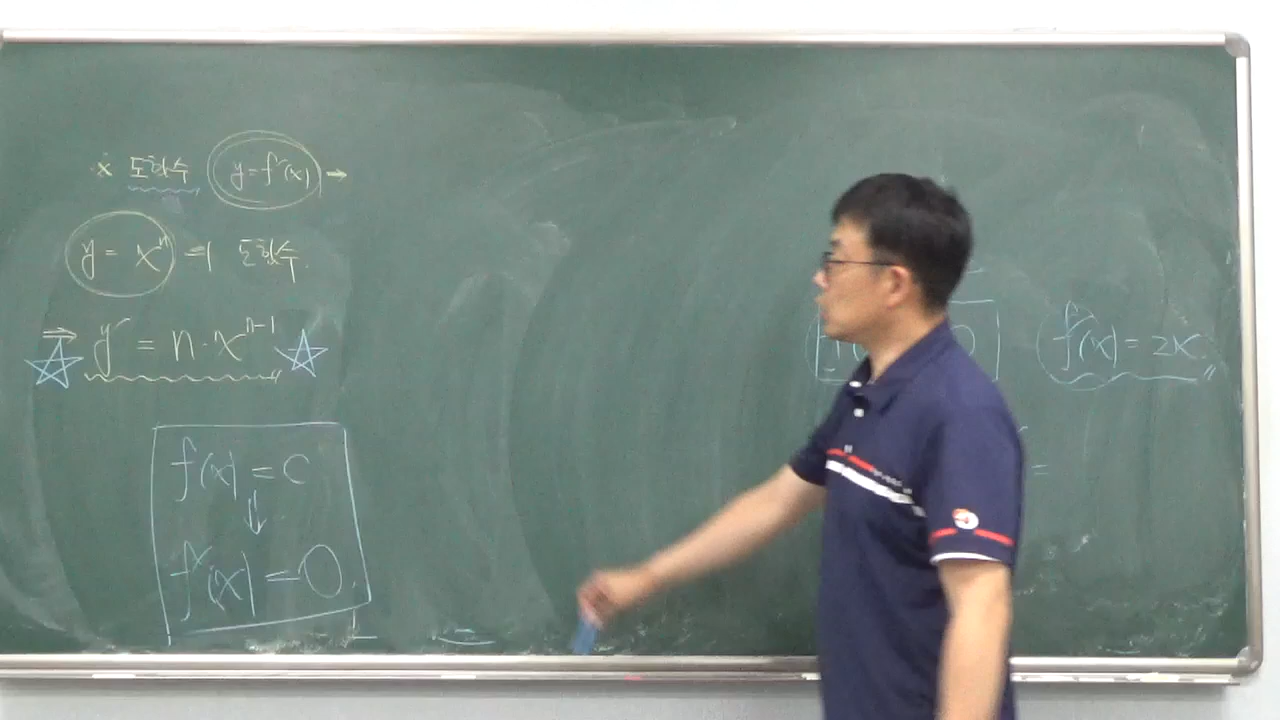 ※ 도함수 y=f'(x) →
y = xⁿ 의 도함수.
⇒ y' = n·xⁿ⁻¹
f(x) = c
↓
f'(x) = 0.
f'(x) = 2x.
=